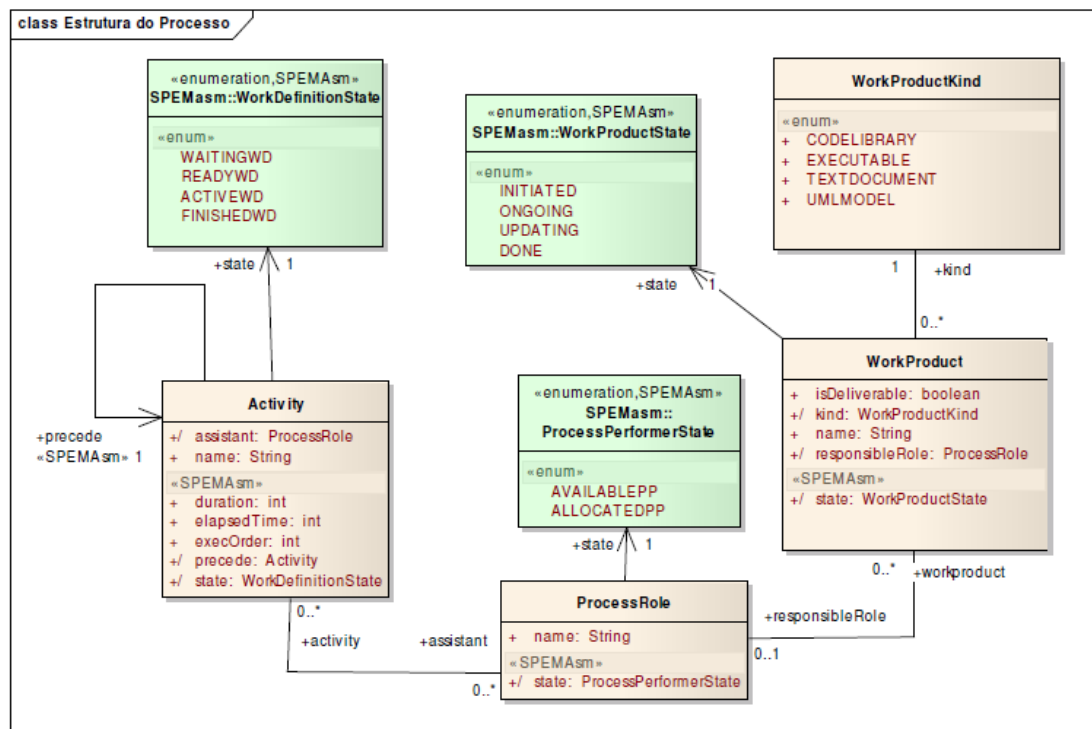 class Estrutura do Processo
«enumeration,SPEMAsm»
SPEMasm::WorkDefinitionState
«enum»
WAITINGWD
READYWD
ACTIVEWD
FINISHEDWD
«enumeration,SPEMAsm»
SPEMasm::WorkProductState
«enum»
INITIATED
ONGOING
UPDATING
DONE
WorkProductKind
«enum»
+ CODELIBRARY
+ EXECUTABLE
+ TEXTDOCUMENT
+ UMLMODEL
+state
1
+state
1
1
+kind
0..*
Activity
+/ assistant: ProcessRole
+ name: String
«SPEMAsm»
+ duration: int
+ elapsedTime: int
+ execOrder: int
+/ precede: Activity
+/ state: WorkDefinitionState
+precede
«SPEMAsm» 1
«enumeration,SPEMAsm»
SPEMasm::
ProcessPerformerState
«enum»
AVAILABLEPP
ALLOCATEDPP
WorkProduct
+ isDeliverable: boolean
+/ kind: WorkProductKind
+ name: String
+/ responsibleRole: ProcessRole
«SPEMAsm»
+/ state: WorkProductState
+state
1
0..*
+workproduct
0..*
+activity
+assistant
0..*
ProcessRole
+ name: String
«SPEMAsm»
+/ state: ProcessPerformerState
+responsibleRole
0..1